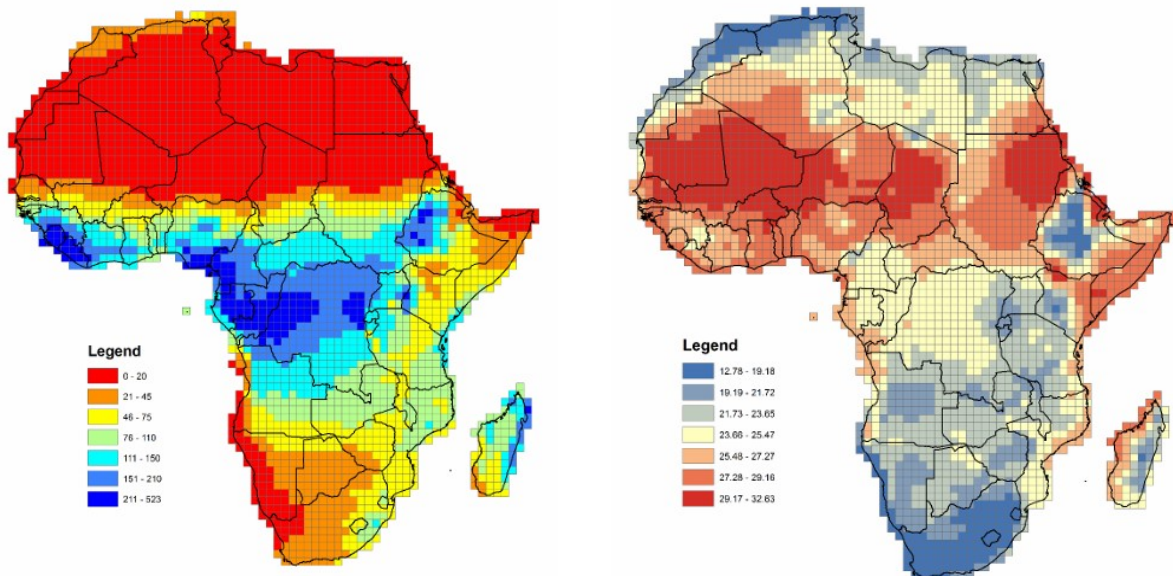 Legend
0 - 20
21 - 45
46 - 75
76 - 110
111 - 150
151 - 210
211 - 523
Legend
12.78 - 19.18
19.19 - 21.72
21.73 - 23.65
23.66 - 25.47
25.48 - 27.27
27.28 - 29.16
29.17 - 32.63